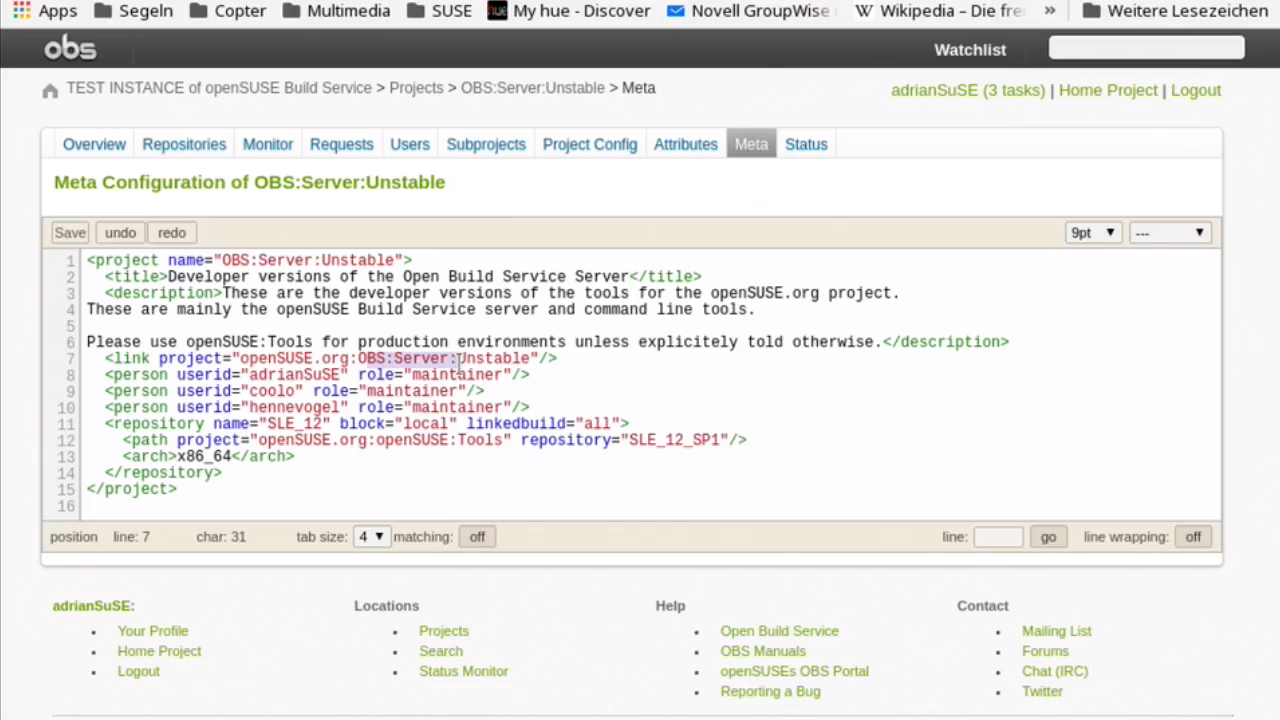 Apps Segeln Copter Multimedia SUSE My hue - Discover Novell GroupWise Wikipedia – Die fre » Weitere Lesezeichen
obs Watchlist
TEST INSTANCE of openSUSE Build Service > Projects > OBS:Server:Unstable > Meta
adrianSuSE (3 tasks) | Home Project | Logout
Overview Repositories Monitor Requests Users Subprojects Project Config Attributes Meta Status
Meta Configuration of OBS:Server:Unstable
Save undo redo 9pt ---
1 <project name="OBS:Server:Unstable">
2 <title>Developer versions of the Open Build Service Server</title>
3 <description>These are the developer versions of the tools for the openSUSE.org project.
4 These are mainly the openSUSE Build Service server and command line tools.
5
6 Please use openSUSE:Tools for production environments unless explicitely told otherwise.</description>
7 <link project="openSUSE.org:OBS:Server:Unstable"/>
8 <person userid="adrianSuSE" role="maintainer"/>
9 <person userid="coolo" role="maintainer"/>
10 <person userid="hennevogel" role="maintainer"/>
11 <repository name="SLE_12" block="local" linkedbuild="all">
12 <path project="openSUSE.org:openSUSE:Tools" repository="SLE_12_SP1"/>
13 <arch>x86_64</arch>
14 </repository>
15 </project>
16
position line: 7 char: 31 tab size: 4 matching: off line: go line wrapping: off
adrianSuSE: Locations Help Contact
Your Profile Projects Open Build Service Mailing List
Home Project Search OBS Manuals Forums
Logout Status Monitor openSUSEs OBS Portal Chat (IRC)
Reporting a Bug Twitter